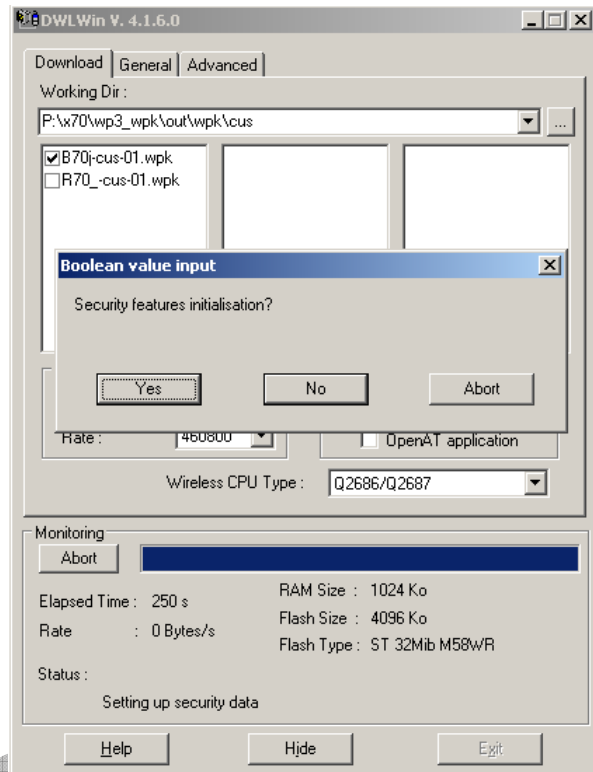 DWLWin V. 4.1.6.0
Download General Advanced
Working Dir :
P:\x70\wp3_wpk\out\wpk\cus
...
B70j-cus-01.wpk
R70_-cus-01.wpk
Boolean value input
Security features initialisation?
Yes No Abort
Rate : 460800 OpenAT application
Wireless CPU Type : Q2686/Q2687
Monitoring
Abort
RAM Size : 1024 Ko
Elapsed Time : 250 s
Flash Size : 4096 Ko
Rate : 0 Bytes/s
Flash Type : ST 32Mib M58WR
Status :
Setting up security data
Help Hide Exit